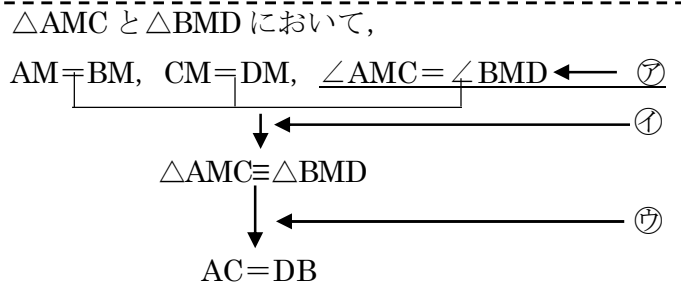 △AMC と△BMD において,
AM=BM, CM=DM, ∠AMC=∠BMD ㋐
㋑
△AMC≡△BMD
㋒
AC=DB